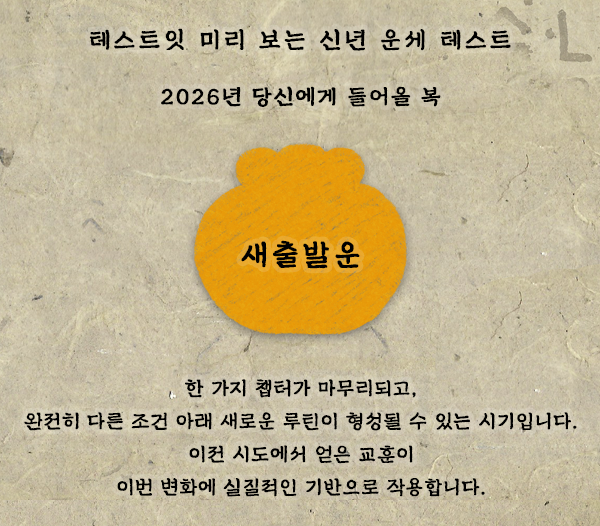 테스트잇 미리 보는 신년 운세 테스트
2026년 당신에게 들어올 복
새출발운
한 가지 챕터가 마무리되고,
완전히 다른 조건 아래 새로운 루틴이 형성될 수 있는 시기입니다.
이전 시도에서 얻은 교훈이
이번 변화에 실질적인 기반으로 작용합니다.